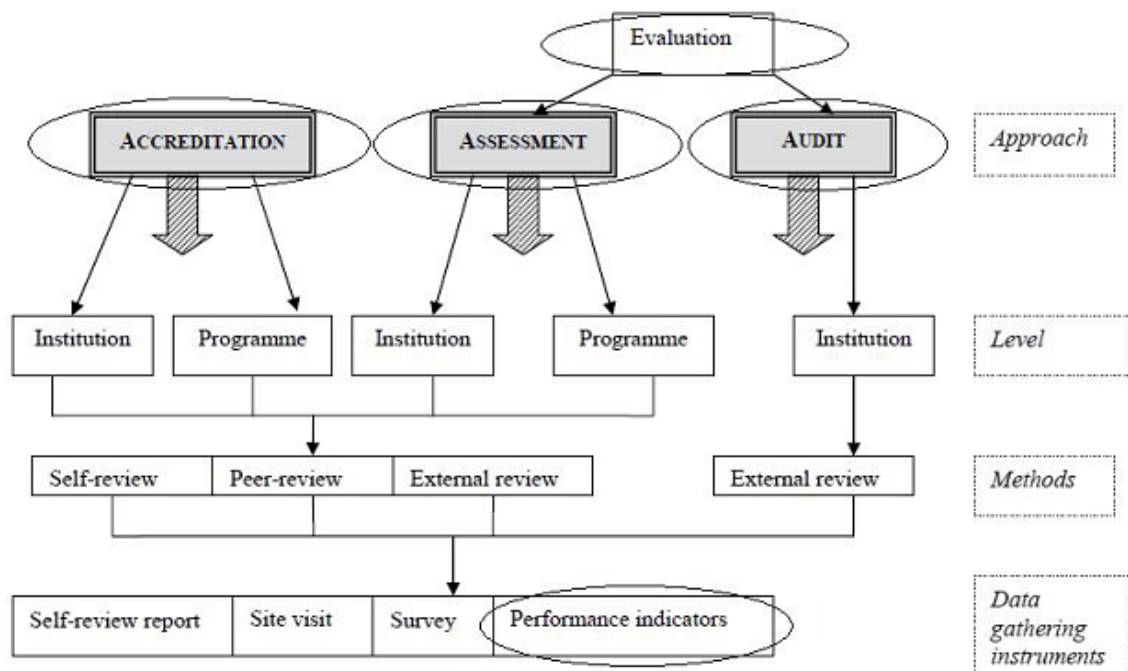 Evaluation
ACCREDITATION
ASSESSMENT
AUDIT
Approach
Institution
Programme
Institution
Programme
Institution
Level
Self-review
Peer-review
External review
External review
Methods
Self-review report
Site visit
Survey
Performance indicators
Data
gathering
instruments